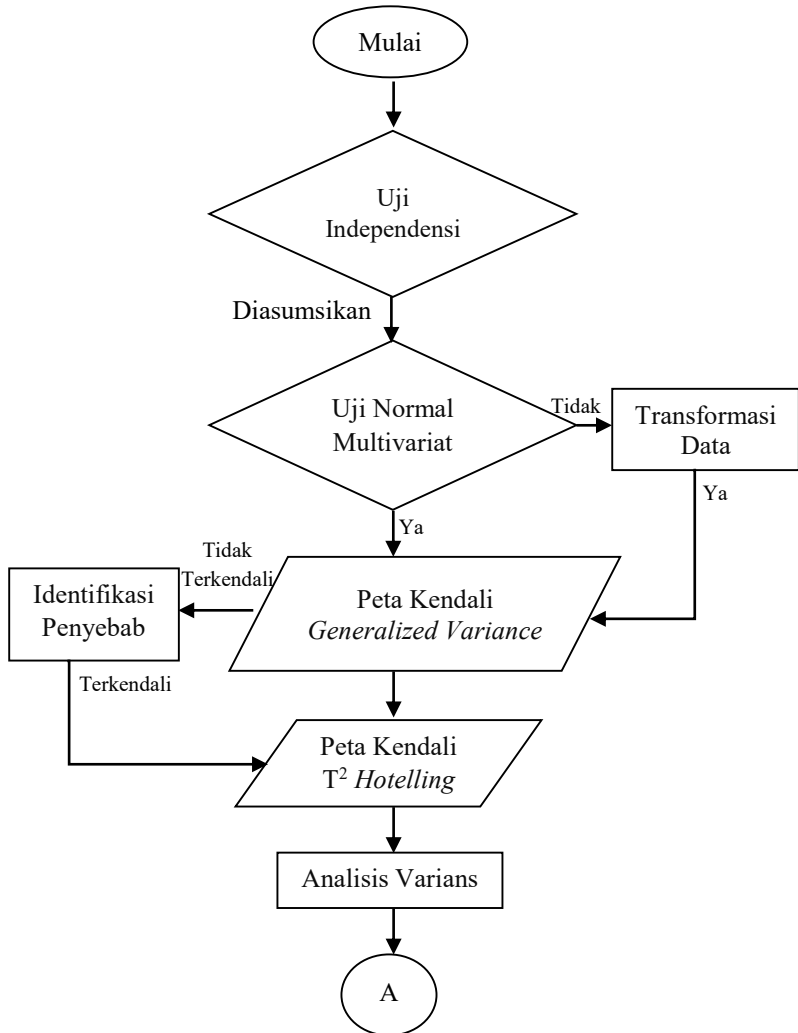 Mulai
Uji
Independensi
Diasumsikan
Uji Normal
Multivariat
Tidak
Transformasi
Data
Ya
Ya
Tidak
Terkendali
Identifikasi
Penyebab
Peta Kendali
Generalized Variance
Terkendali
Peta Kendali
T² Hotelling
Analisis Varians
A